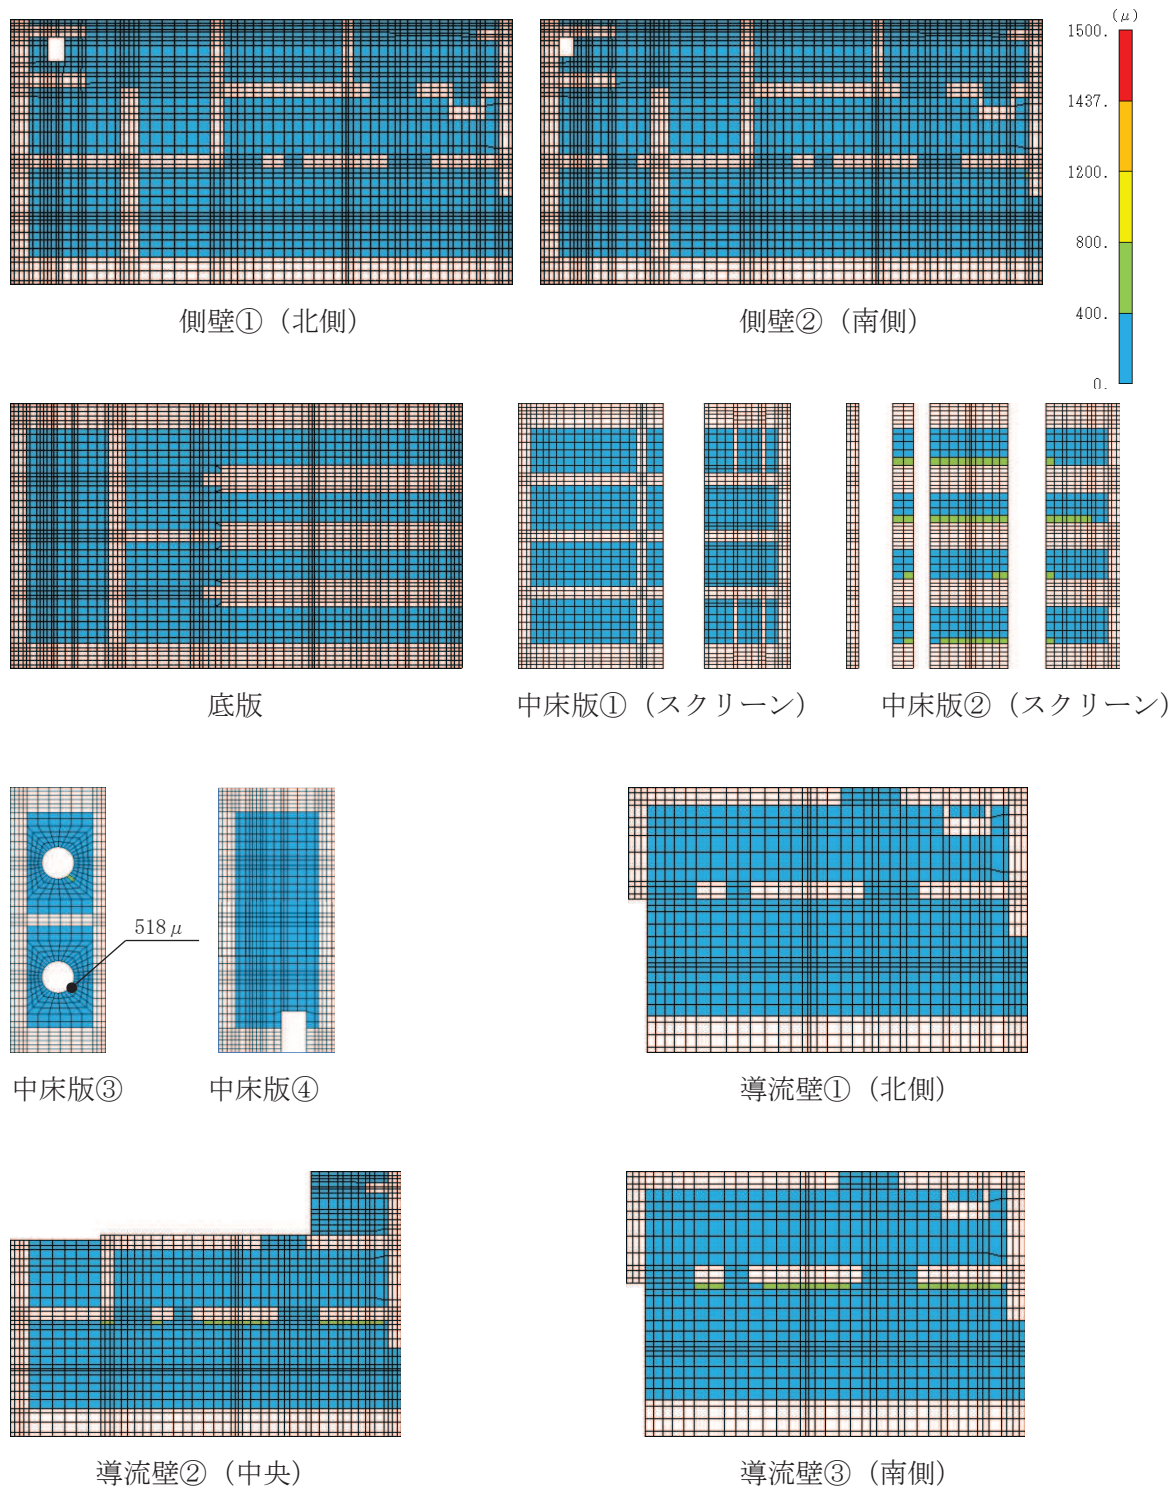 (μ)
1500.
1437.
1200.
800.
400.
0.
側壁①（北側）
側壁②（南側）
底版
中床版①（スクリーン）
中床版②（スクリーン）
518μ
中床版③
中床版④
導流壁①（北側）
導流壁②（中央）
導流壁③（南側）